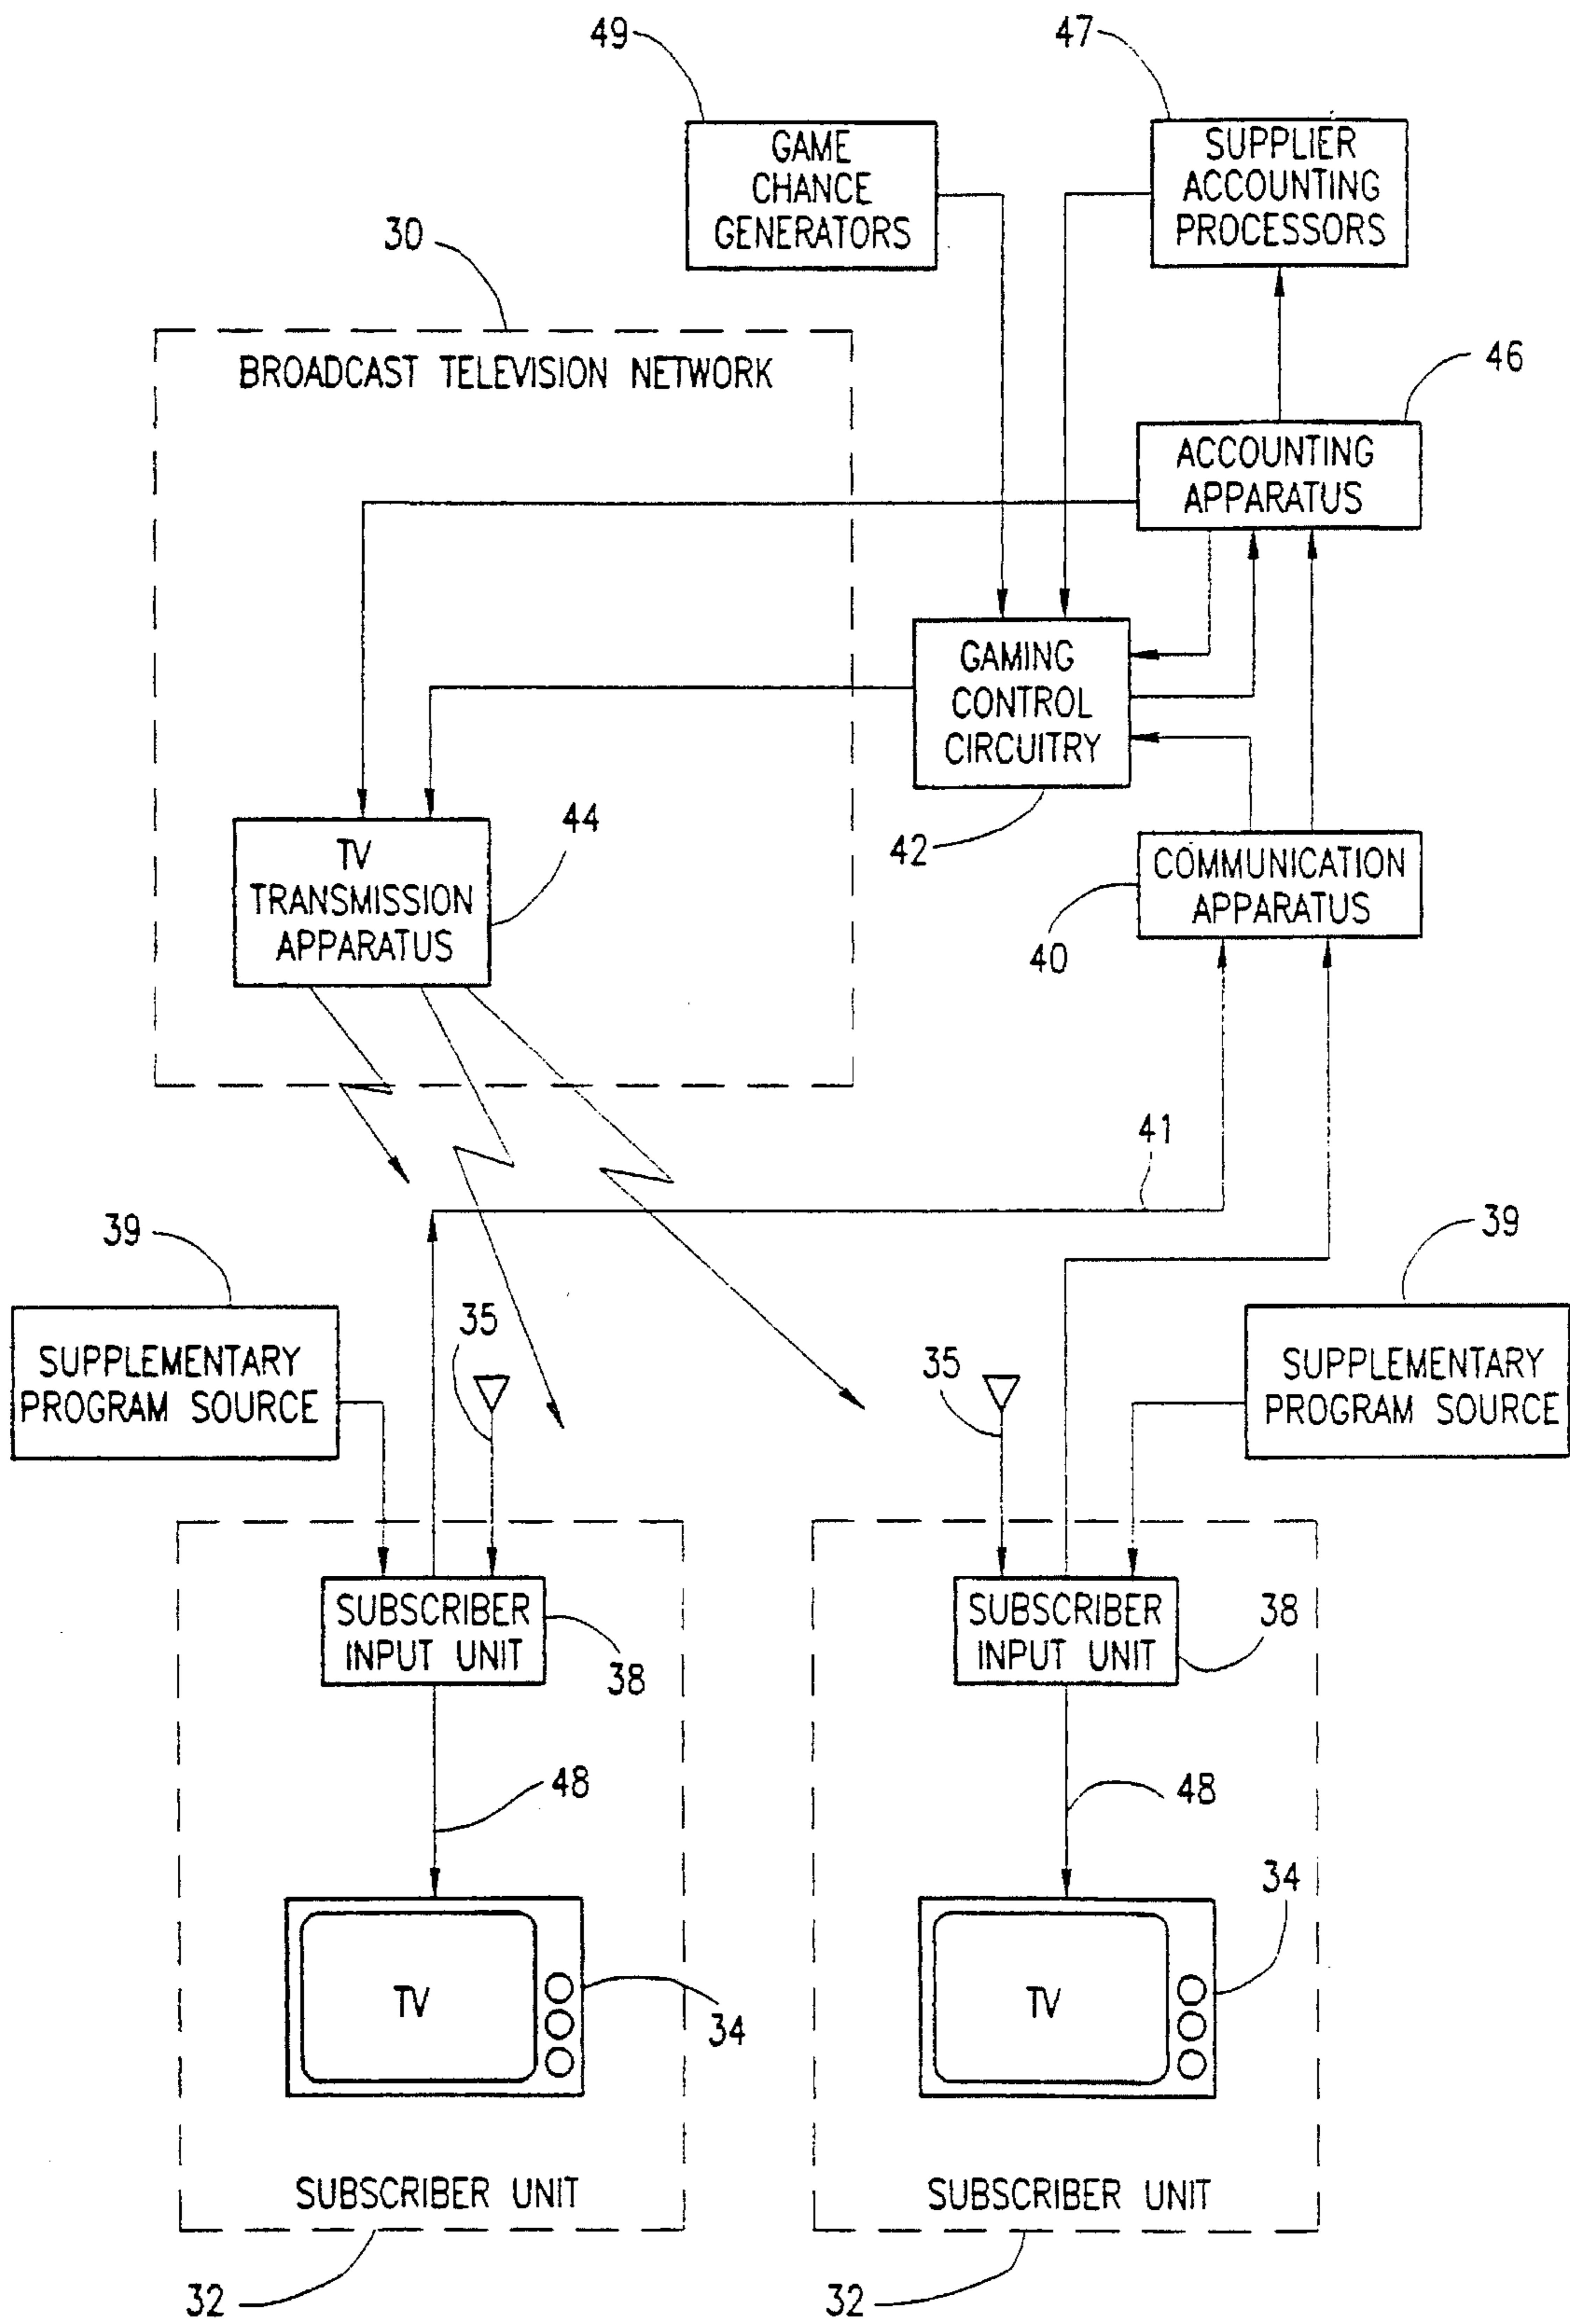 49
47
GAME
CHANCE
GENERATORS
SUPPLIER
ACCOUNTING
PROCESSORS
30
BROADCAST TELEVISION NETWORK
46
ACCOUNTING
APPARATUS
GAMING
CONTROL
CIRCUITRY
42
44
TV
TRANSMISSION
APPARATUS
COMMUNICATION
APPARATUS
40
41
39
39
SUPPLEMENTARY
PROGRAM SOURCE
35
35
SUPPLEMENTARY
PROGRAM SOURCE
SUBSCRIBER
INPUT UNIT
38
SUBSCRIBER
INPUT UNIT
38
48
48
TV
34
TV
34
SUBSCRIBER UNIT
SUBSCRIBER UNIT
32
32